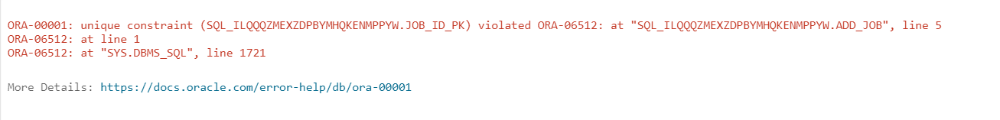 ORA-00001: unique constraint (SQL_ILQQQZMEXZDPBYMHQKENMPPYW.JOB_ID_PK) violated ORA-06512: at "SQL_ILQQQZMEXZDPBYMHQKENMPPYW.ADD_JOB", line 5
ORA-06512: at line 1
ORA-06512: at "SYS.DBMS_SQL", line 1721
More Details: https://docs.oracle.com/error-help/db/ora-00001